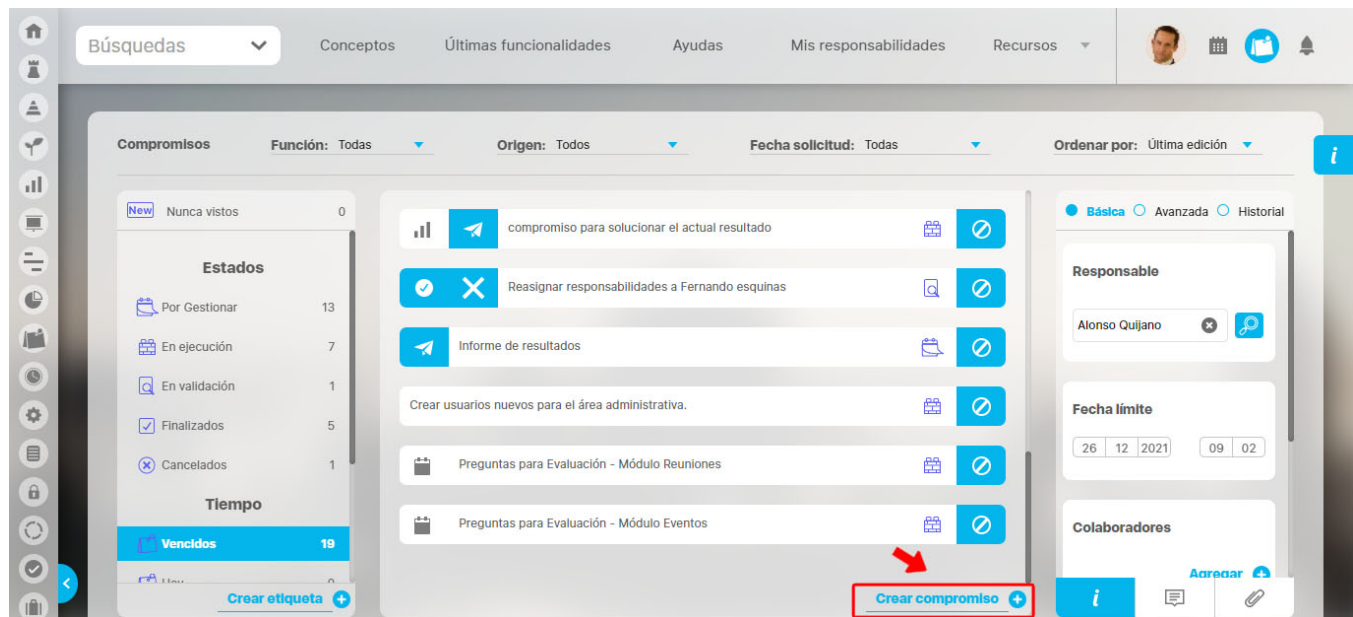 Búsquedas
Conceptos
Últimas funcionalidades
Ayudas
Mis responsabilidades
Recursos
Compromisos
Función: Todas
Origen: Todos
Fecha solicitud: Todas
Ordenar por: Última edición
i
New Nunca vistos 0
Estados
Por Gestionar 13
En ejecución 7
En validación 1
Finalizados 5
Cancelados 1
Tiempo
Vencidos 19
Crear etiqueta
compromiso para solucionar el actual resultado
Reasignar responsabilidades a Fernando esquinas
Informe de resultados
Crear usuarios nuevos para el área administrativa.
Preguntas para Evaluación - Módulo Reuniones
Preguntas para Evaluación - Módulo Eventos
Crear compromiso
Básica Avanzada Historial
Responsable
Alonso Quijano
Fecha límite
26 12 2021 09 02
Colaboradores
Agregar
i